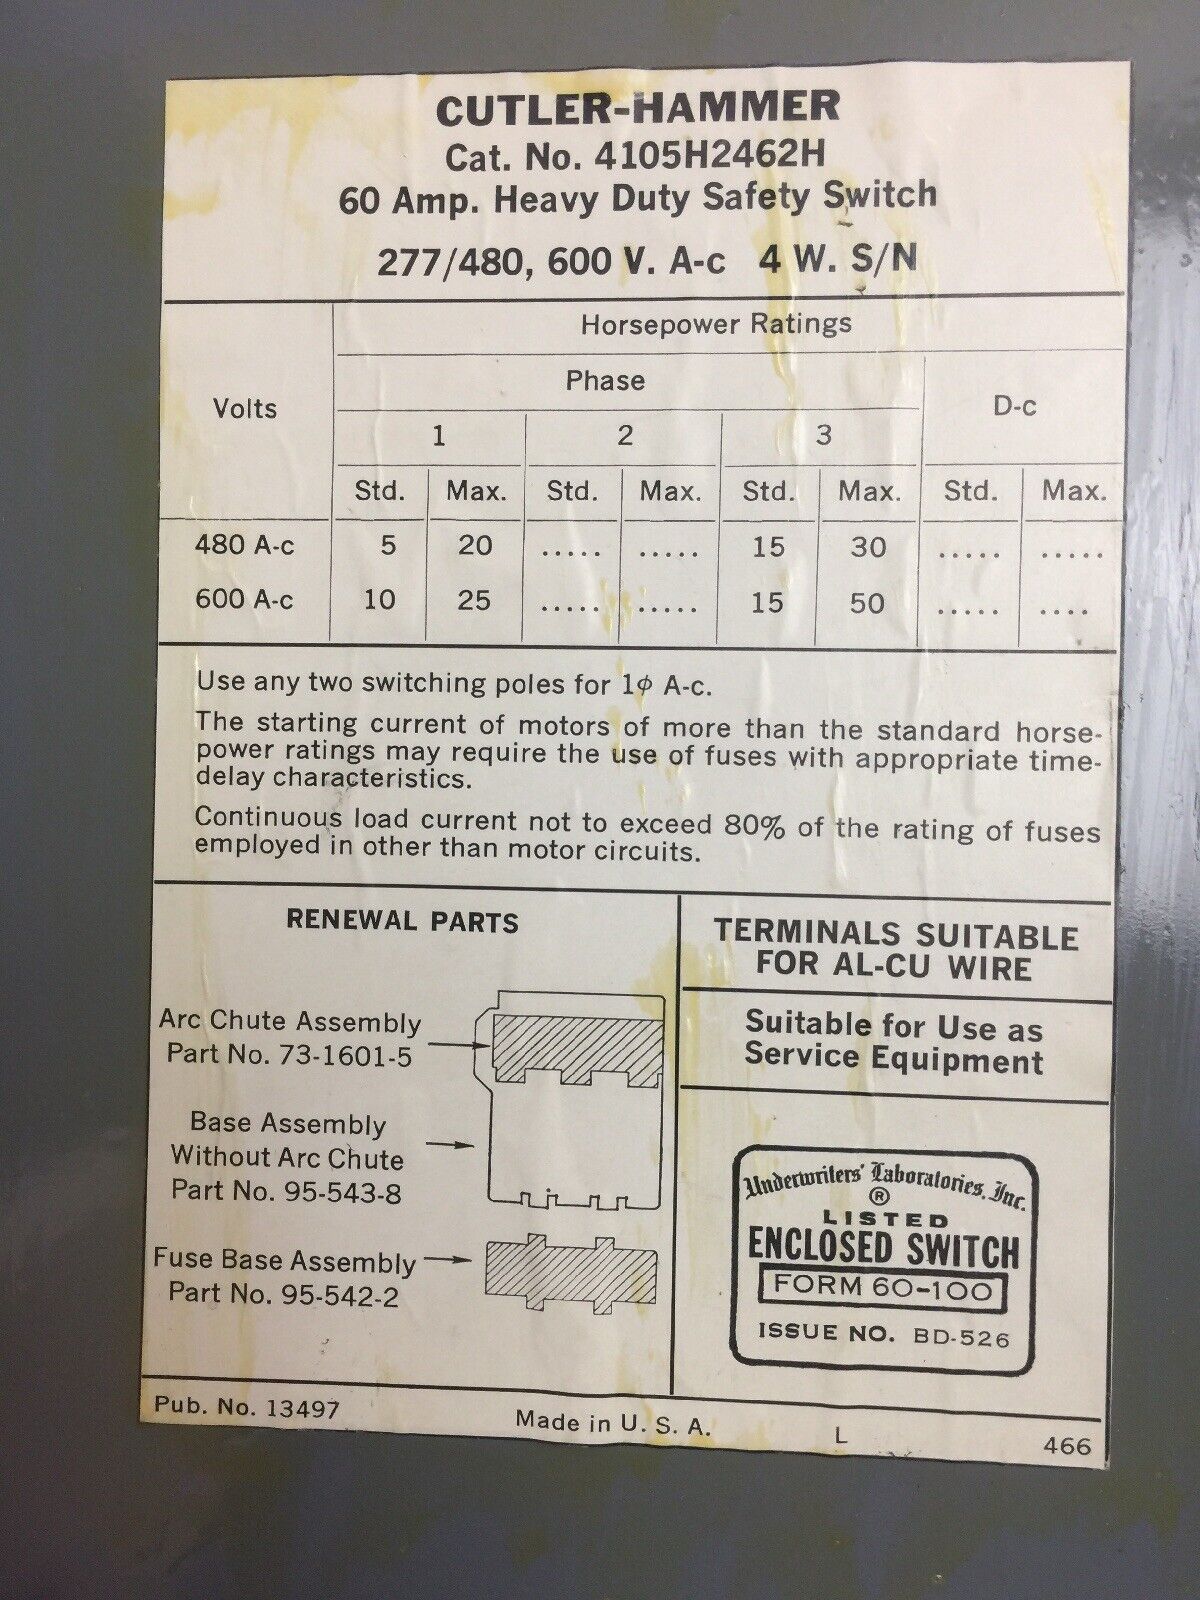 CUTLER-HAMMER
Cat. No. 4105H2462H
60 Amp. Heavy Duty Safety Switch
277/480, 600 V. A-c 4 W. S/N
Horsepower Ratings
Volts
Phase
D-c
1 2 3
Std. Max. Std. Max. Std. Max. Std. Max.
480 A-c 5 20 ..... ..... 15 30 ..... .....
600 A-c 10 25 ..... ..... 15 50 ..... ....
Use any two switching poles for 1φ A-c.
The starting current of motors of more than the standard horse-
power ratings may require the use of fuses with appropriate time-
delay characteristics.
Continuous load current not to exceed 80% of the rating of fuses
employed in other than motor circuits.
RENEWAL PARTS
Arc Chute Assembly
Part No. 73-1601-5
Base Assembly
Without Arc Chute
Part No. 95-543-8
Fuse Base Assembly
Part No. 95-542-2
TERMINALS SUITABLE
FOR AL-CU WIRE
Suitable for Use as
Service Equipment
Underwriters' Laboratories, Inc.
®
LISTED
ENCLOSED SWITCH
FORM 60-100
ISSUE NO. BD-526
Pub. No. 13497 Made in U. S. A. L 466